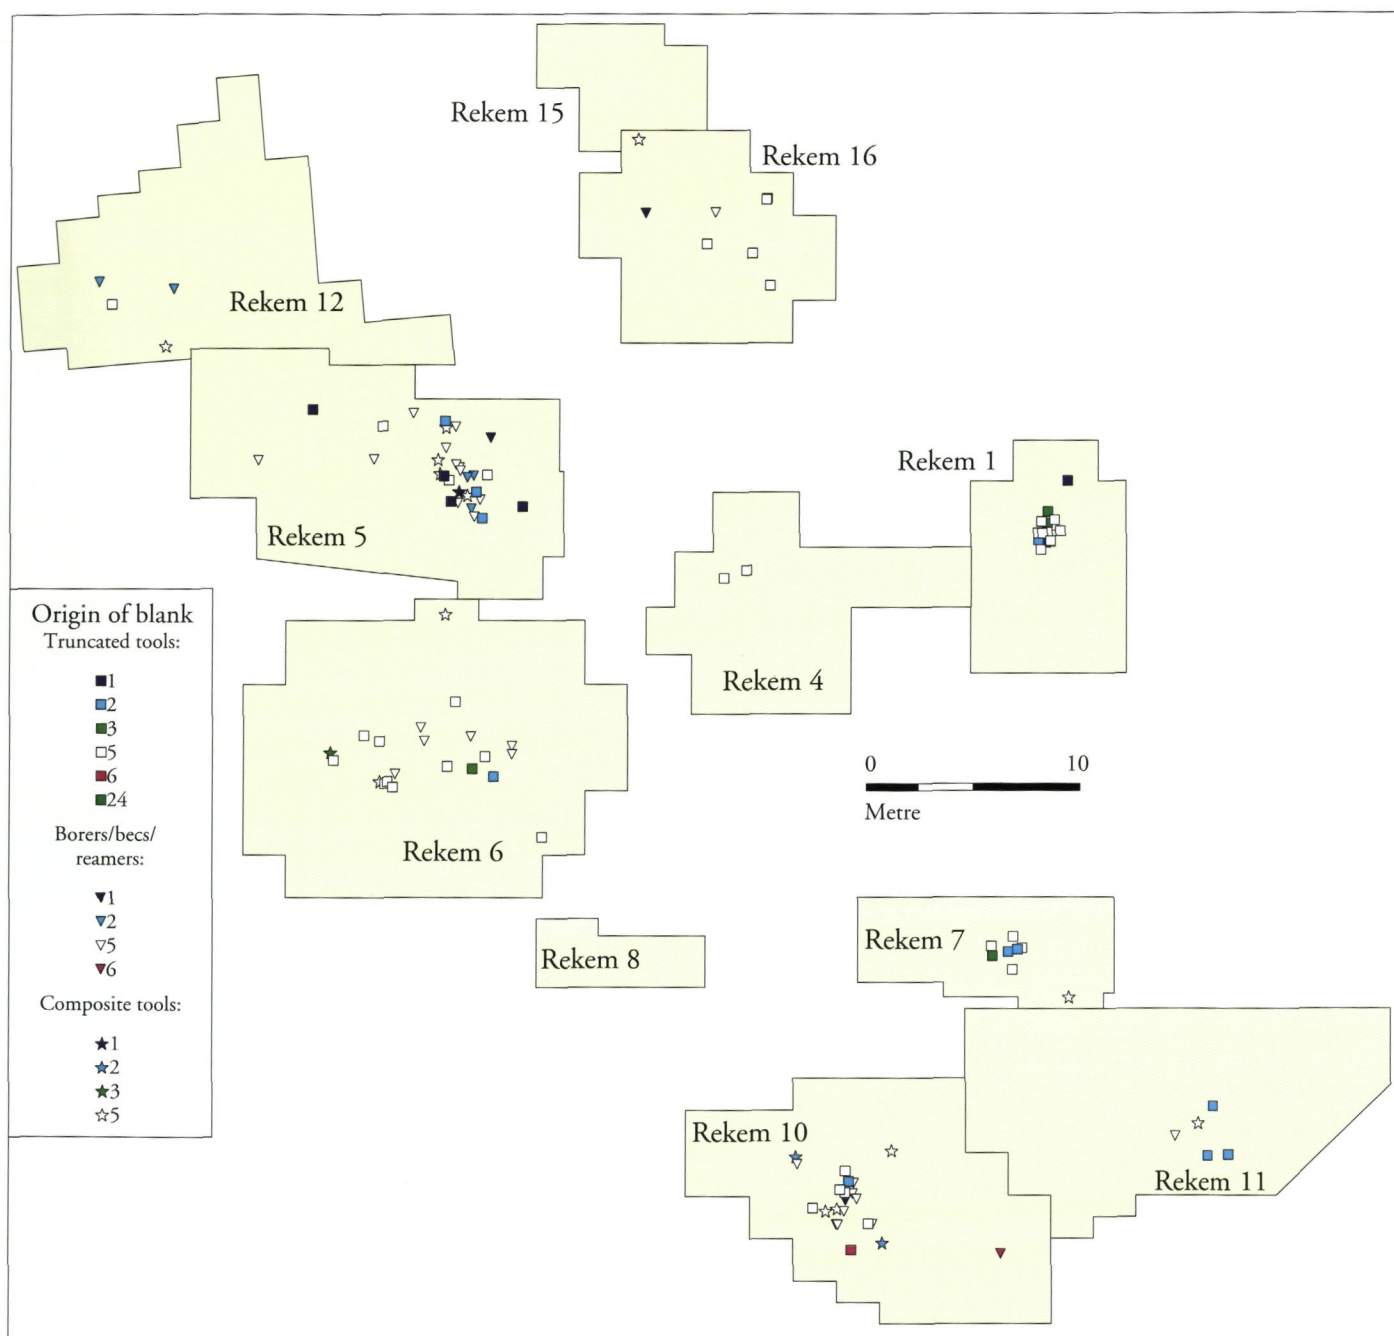 Rekem 15
Rekem 16
Rekem 12
Rekem 1
Rekem 5
Rekem 4
Origin of blank
Truncated tools:
1
2
3
5
6
24
Borers/becs/
reamers:
1
2
5
6
Composite tools:
1
2
3
5
0 10
Metre
Rekem 6
Rekem 7
Rekem 8
Rekem 10
Rekem 11